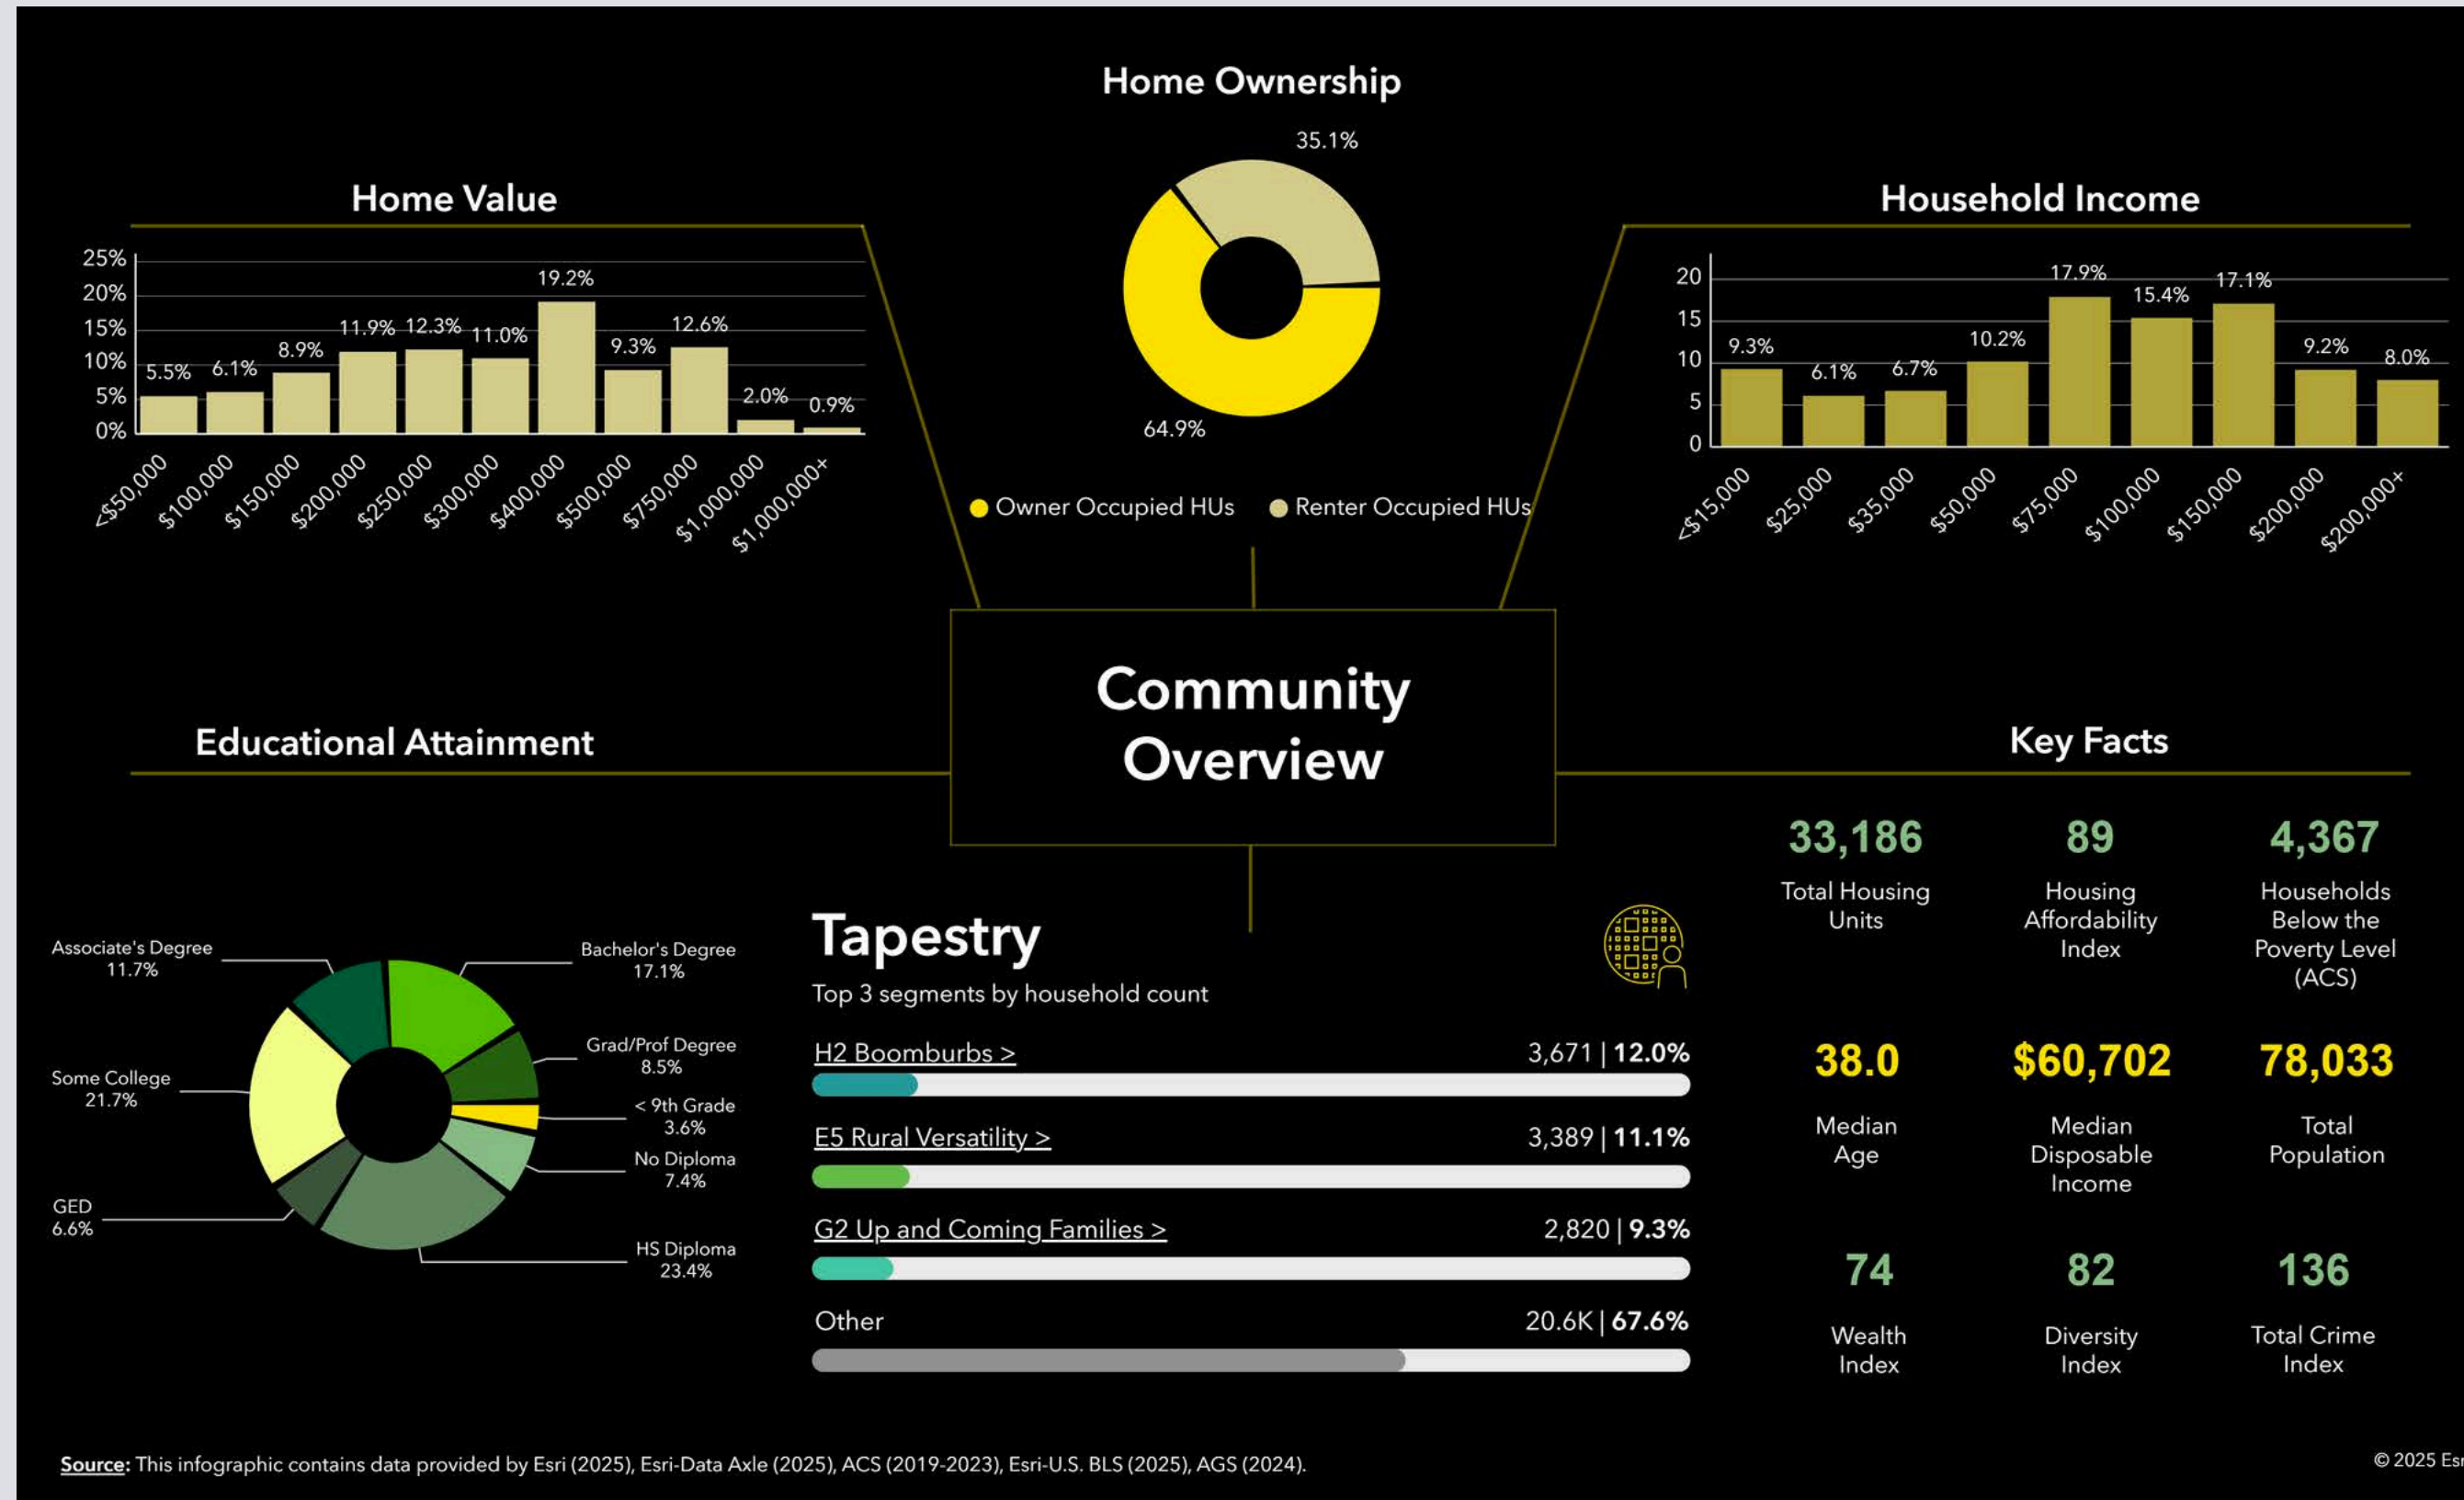 Home Ownership
35.1%
64.9%
Owner Occupied HUs
Renter Occupied HUs
Home Value
25%
20%
15%
10%
5%
0%
5.5%
6.1%
8.9%
11.9%
12.3%
11.0%
19.2%
9.3%
12.6%
2.0%
0.9%
<$50,000
$100,000
$150,000
$200,000
$250,000
$300,000
$400,000
$500,000
$750,000
$1,000,000
$1,000,000+
Household Income
20
15
10
5
0
9.3%
6.1%
6.7%
10.2%
17.9%
15.4%
17.1%
9.2%
8.0%
<$15,000
$25,000
$35,000
$50,000
$75,000
$100,000
$150,000
$200,000
$200,000+
Community
Overview
Educational Attainment
Associate's Degree
11.7%
Bachelor's Degree
17.1%
Grad/Prof Degree
8.5%
< 9th Grade
3.6%
No Diploma
7.4%
HS Diploma
23.4%
GED
6.6%
Some College
21.7%
Tapestry
Top 3 segments by household count
H2 Boomburbs >
3,671 | 12.0%
E5 Rural Versatility >
3,389 | 11.1%
G2 Up and Coming Families >
2,820 | 9.3%
Other
20.6K | 67.6%
Key Facts
33,186
Total Housing
Units
89
Housing
Affordability
Index
4,367
Households
Below the
Poverty Level
(ACS)
38.0
Median
Age
$60,702
Median
Disposable
Income
78,033
Total
Population
74
Wealth
Index
82
Diversity
Index
136
Total Crime
Index
Source: This infographic contains data provided by Esri (2025), Esri-Data Axle (2025), ACS (2019-2023), Esri-U.S. BLS (2025), AGS (2024).
© 2025 Esr